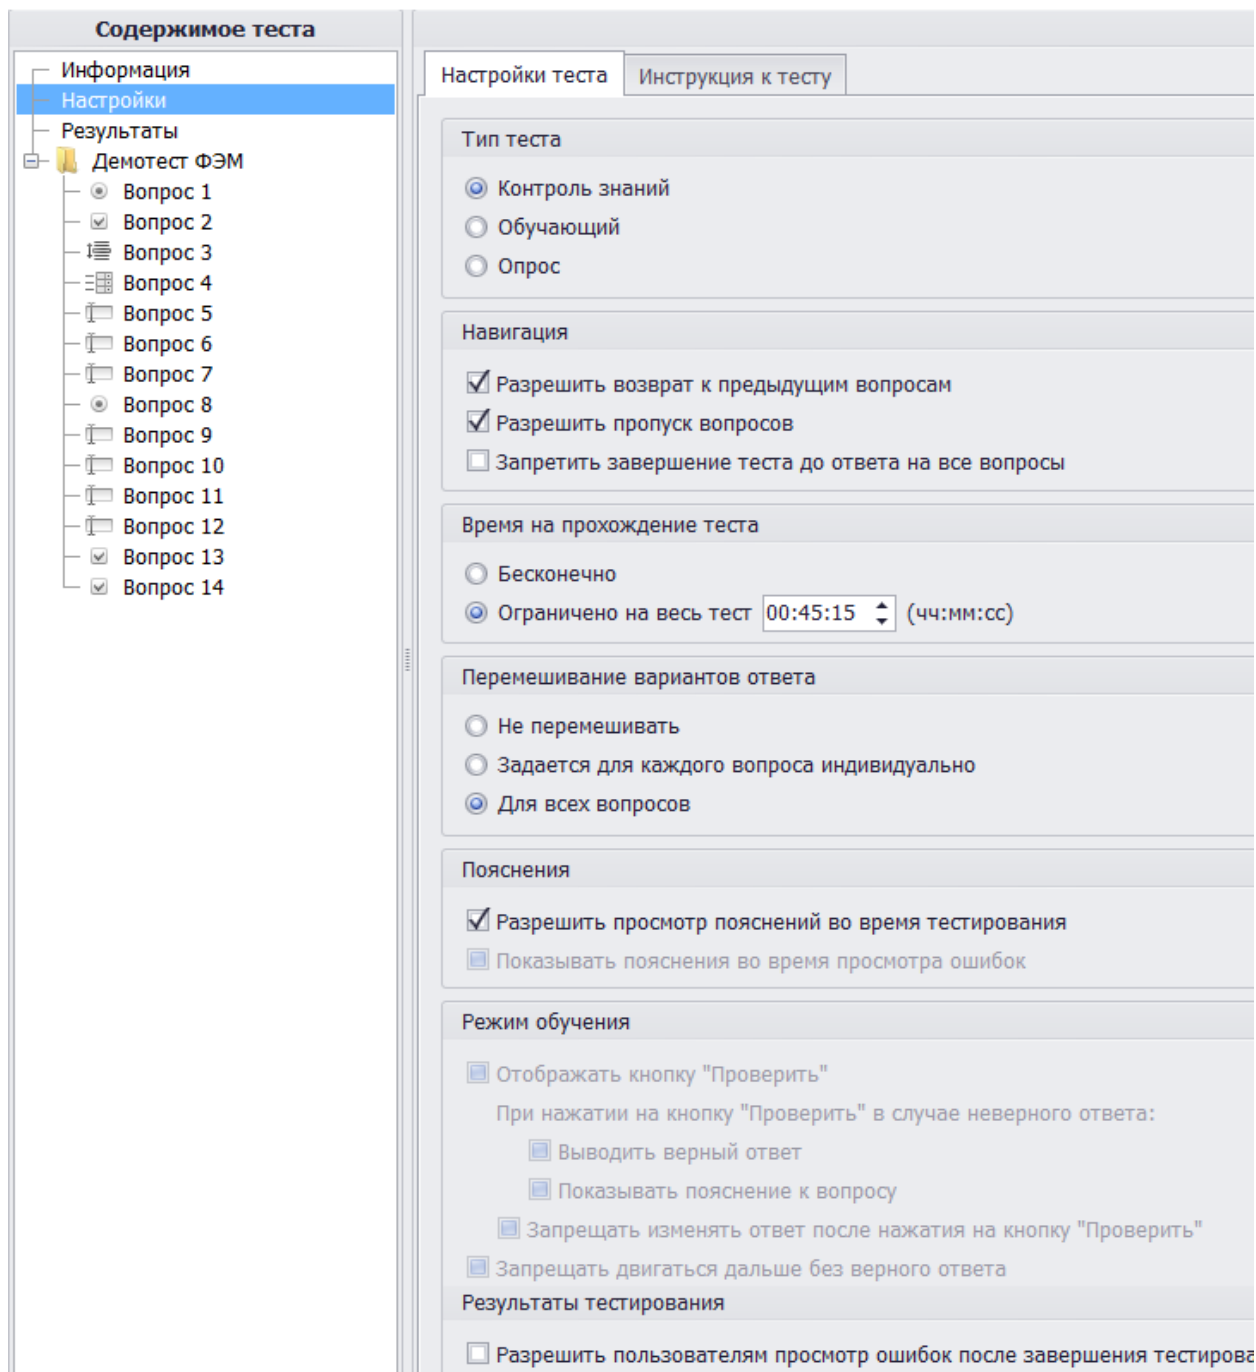 Содержимое теста
Информация
Настройки
Результаты
Демотест ФЭМ
Вопрос 1
Вопрос 2
Вопрос 3
Вопрос 4
Вопрос 5
Вопрос 6
Вопрос 7
Вопрос 8
Вопрос 9
Вопрос 10
Вопрос 11
Вопрос 12
Вопрос 13
Вопрос 14
Настройки теста Инструкция к тесту
Тип теста
Контроль знаний
Обучающий
Опрос
Навигация
Разрешить возврат к предыдущим вопросам
Разрешить пропуск вопросов
Запретить завершение теста до ответа на все вопросы
Время на прохождение теста
Бесконечно
Ограничено на весь тест 00:45:15 (чч:мм:сс)
Перемешивание вариантов ответа
Не перемешивать
Задается для каждого вопроса индивидуально
Для всех вопросов
Пояснения
Разрешить просмотр пояснений во время тестирования
Показывать пояснения во время просмотра ошибок
Режим обучения
Отображать кнопку "Проверить"
При нажатии на кнопку "Проверить" в случае неверного ответа:
Выводить верный ответ
Показывать пояснение к вопросу
Запрещать изменять ответ после нажатия на кнопку "Проверить"
Запрещать двигаться дальше без верного ответа
Результаты тестирования
Разрешить пользователям просмотр ошибок после завершения тестирова